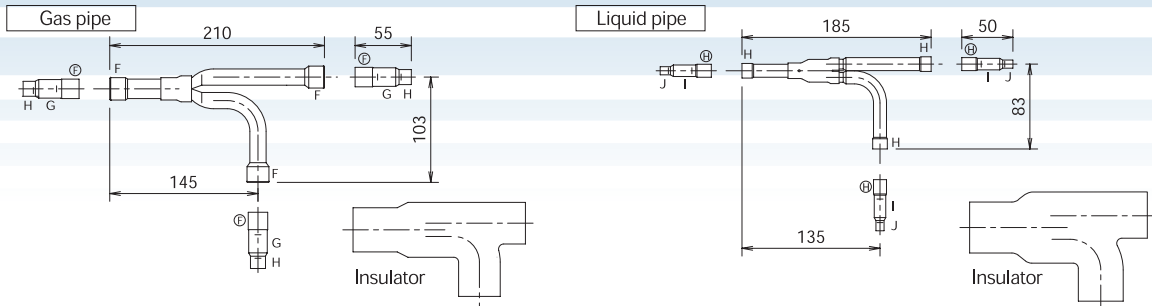 Gas pipe
210
55
F
F
F
Ⓕ
H G
Ⓕ
G H
103
145
Ⓕ
G
H
Insulator
Liquid pipe
185
50
H
H
H
Ⓗ
J I
Ⓗ
I J
83
135
Ⓗ
I
J
Insulator